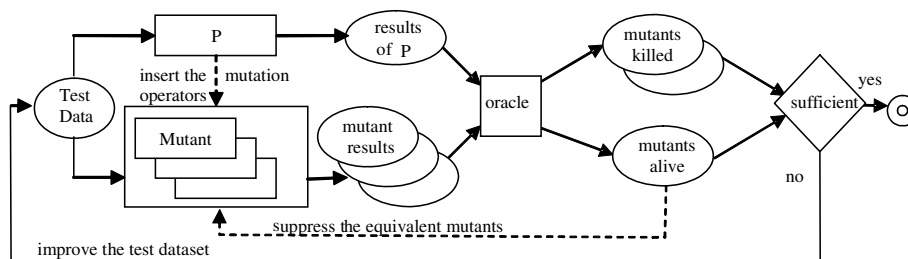 P
results
of P
mutants
killed
insert the mutation
operators
Test
Data
oracle
sufficient
yes
Mutant
mutant
results
mutants
alive
no
suppress the equivalent mutants
improve the test dataset